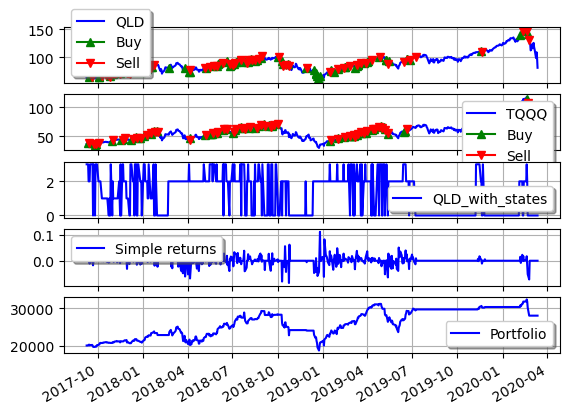 QLD
Buy
Sell
150
100
TQQQ
Buy
Sell
100
50
QLD_with_states
2
0
Simple returns
0.1
0.0
Portfolio
30000
20000
2017-10
2018-01
2018-04
2018-07
2018-10
2019-01
2019-04
2019-07
2019-10
2020-01
2020-04